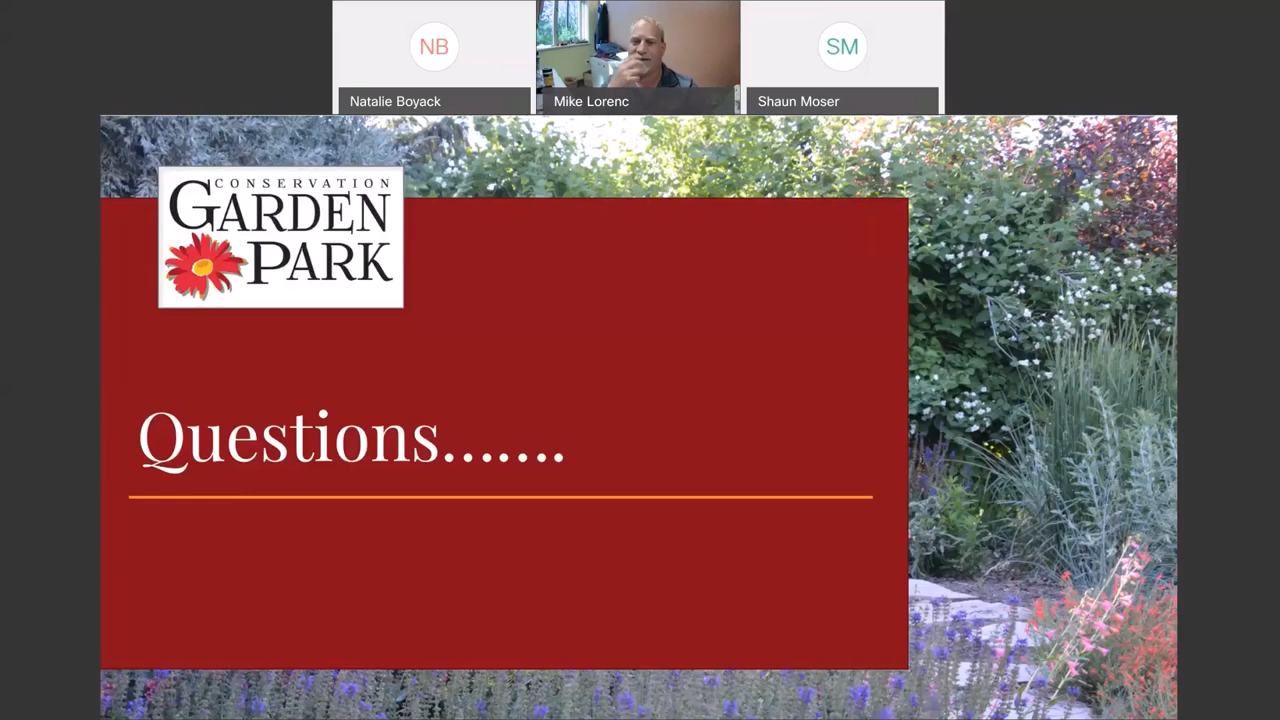 NB
SM
Natalie Boyack
Mike Lorenc
Shaun Moser
CONSERVATION
GARDEN
PARK
Questions.......